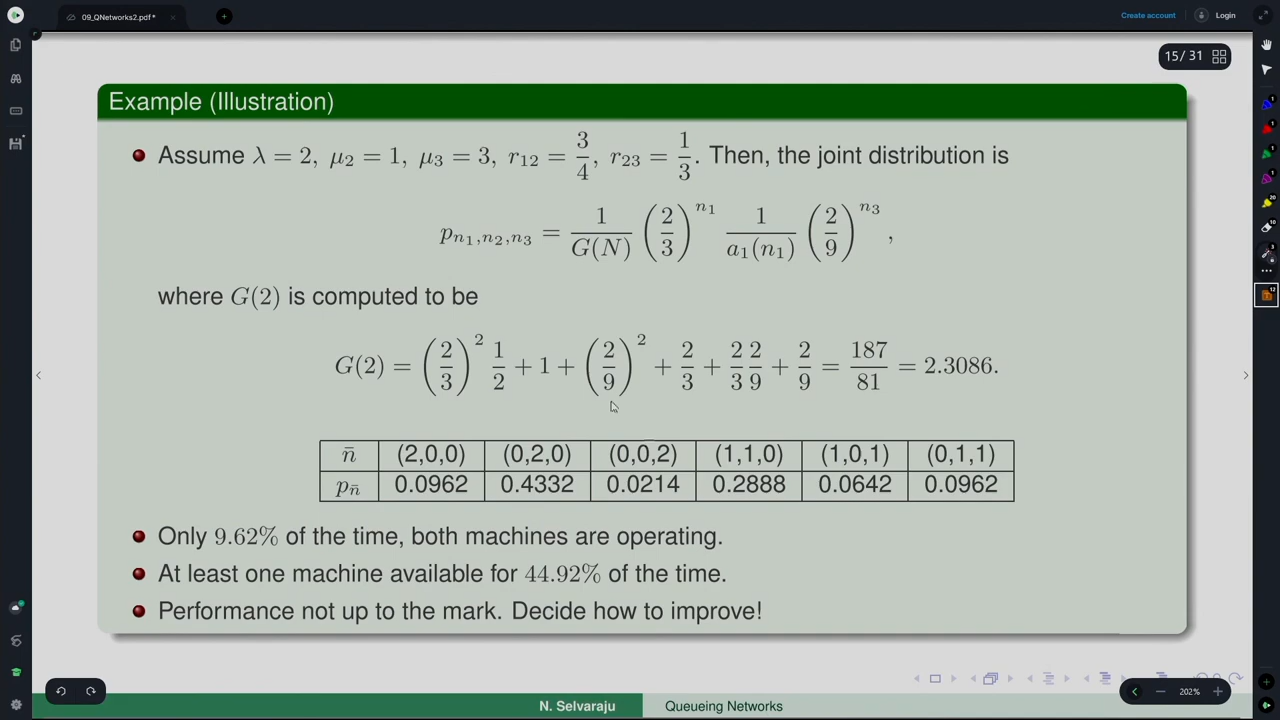 09_QNetworks2.pdf*
Create account
Login
15 / 31
Example (Illustration)
Assume λ = 2, μ₂ = 1, μ₃ = 3, r₁₂ = 3/4, r₂₃ = 1/3. Then, the joint distribution is
p_{n₁,n₂,n₃} = 1/G(N) (2/3)^{n₁} 1/a₁(n₁) (2/9)^{n₃},
where G(2) is computed to be
G(2) = (2/3)² 1/2 + 1 + (2/9)² + 2/3 + 2/3 2/9 + 2/9 = 187/81 = 2.3086.
n̄ (2,0,0) (0,2,0) (0,0,2) (1,1,0) (1,0,1) (0,1,1)
p_n̄ 0.0962 0.4332 0.0214 0.2888 0.0642 0.0962
Only 9.62% of the time, both machines are operating.
At least one machine available for 44.92% of the time.
Performance not up to the mark. Decide how to improve!
202%
N. Selvaraju
Queueing Networks